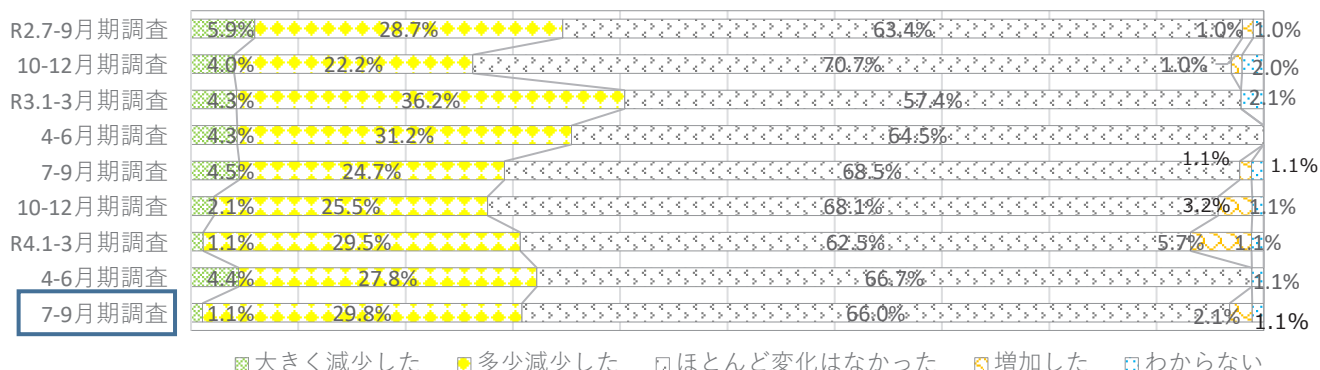 R2.7-9月期調査 5.9% 28.7% 63.4% 1.0% 1.0%
10-12月期調査 4.0% 22.2% 70.7% 1.0% 2.0%
R3.1-3月期調査 4.3% 36.2% 57.4% 2.1%
4-6月期調査 4.3% 31.2% 64.5%
7-9月期調査 4.5% 24.7% 68.5% 1.1% 1.1%
10-12月期調査 2.1% 25.5% 68.1% 3.2% 1.1%
R4.1-3月期調査 1.1% 29.5% 62.5% 5.7% 1.1%
4-6月期調査 4.4% 27.8% 66.7% 1.1%
7-9月期調査 1.1% 29.8% 66.0% 2.1% 1.1%
大きく減少した 多少減少した ほとんど変化はなかった 増加した わからない